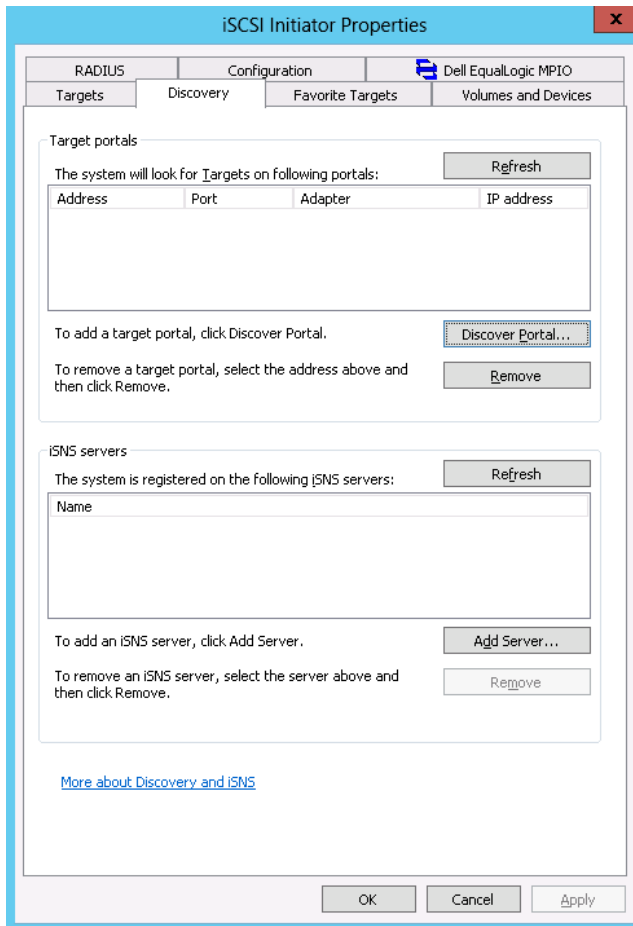 iSCSI Initiator Properties
x
RADIUS Configuration Dell EqualLogic MPIO
Targets Discovery Favorite Targets Volumes and Devices
Target portals
The system will look for Targets on following portals: Refresh
Address Port Adapter IP address
To add a target portal, click Discover Portal. Discover Portal...
To remove a target portal, select the address above and
then click Remove.
Remove
iSNS servers
The system is registered on the following iSNS servers: Refresh
Name
To add an iSNS server, click Add Server. Add Server...
To remove an iSNS server, select the server above and
then click Remove.
Remove
More about Discovery and iSNS
OK Cancel Apply